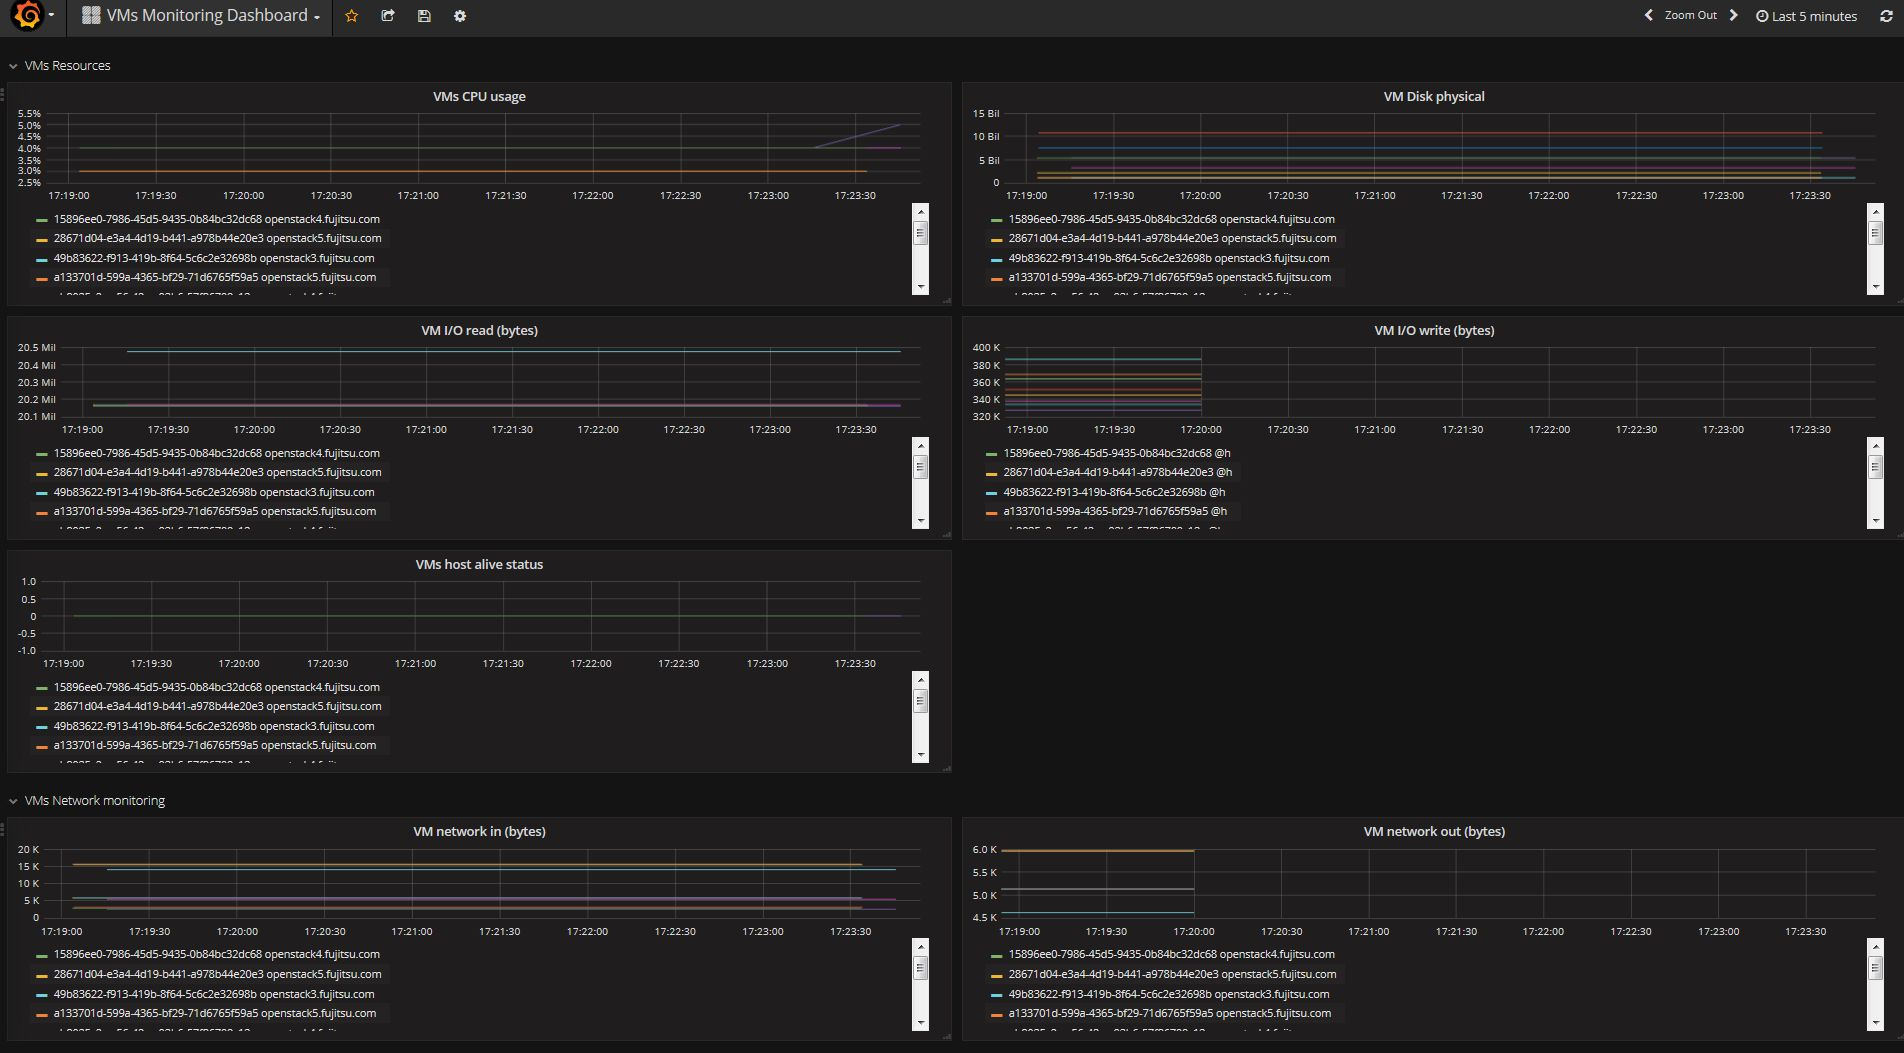 VMs Monitoring Dashboard
Zoom Out
Last 5 minutes
VMs Resources
VMs CPU usage
5.5%
5.0%
4.5%
4.0%
3.5%
3.0%
2.5%
17:19:00 17:19:30 17:20:00 17:20:30 17:21:00 17:21:30 17:22:00 17:22:30 17:23:00 17:23:30
15896ee0-7986-45d5-9435-0b84bc32dc68 openstack4.fujitsu.com
28671d04-e3a4-4d19-b441-a978b44e20e3 openstack5.fujitsu.com
49b83622-f913-419b-8f64-5c6c2e32698b openstack3.fujitsu.com
a133701d-599a-4365-bf29-71d6765f59a5 openstack5.fujitsu.com
VM Disk physical
15 Bil
10 Bil
5 Bil
0
17:19:00 17:19:30 17:20:00 17:20:30 17:21:00 17:21:30 17:22:00 17:22:30 17:23:00 17:23:30
15896ee0-7986-45d5-9435-0b84bc32dc68 openstack4.fujitsu.com
28671d04-e3a4-4d19-b441-a978b44e20e3 openstack5.fujitsu.com
49b83622-f913-419b-8f64-5c6c2e32698b openstack3.fujitsu.com
a133701d-599a-4365-bf29-71d6765f59a5 openstack5.fujitsu.com
VM I/O read (bytes)
20.5 Mil
20.4 Mil
20.3 Mil
20.2 Mil
20.1 Mil
17:19:00 17:19:30 17:20:00 17:20:30 17:21:00 17:21:30 17:22:00 17:22:30 17:23:00 17:23:30
15896ee0-7986-45d5-9435-0b84bc32dc68 openstack4.fujitsu.com
28671d04-e3a4-4d19-b441-a978b44e20e3 openstack5.fujitsu.com
49b83622-f913-419b-8f64-5c6c2e32698b openstack3.fujitsu.com
a133701d-599a-4365-bf29-71d6765f59a5 openstack5.fujitsu.com
VM I/O write (bytes)
400 K
380 K
360 K
340 K
320 K
17:19:00 17:19:30 17:20:00 17:20:30 17:21:00 17:21:30 17:22:00 17:22:30 17:23:00 17:23:30
15896ee0-7986-45d5-9435-0b84bc32dc68 @h
28671d04-e3a4-4d19-b441-a978b44e20e3 @h
49b83622-f913-419b-8f64-5c6c2e32698b @h
a133701d-599a-4365-bf29-71d6765f59a5 @h
VMs host alive status
1.0
0.5
0
-0.5
-1.0
17:19:00 17:19:30 17:20:00 17:20:30 17:21:00 17:21:30 17:22:00 17:22:30 17:23:00 17:23:30
15896ee0-7986-45d5-9435-0b84bc32dc68 openstack4.fujitsu.com
28671d04-e3a4-4d19-b441-a978b44e20e3 openstack5.fujitsu.com
49b83622-f913-419b-8f64-5c6c2e32698b openstack3.fujitsu.com
a133701d-599a-4365-bf29-71d6765f59a5 openstack5.fujitsu.com
VMs Network monitoring
VM network in (bytes)
20 K
15 K
10 K
5 K
0
17:19:00 17:19:30 17:20:00 17:20:30 17:21:00 17:21:30 17:22:00 17:22:30 17:23:00 17:23:30
15896ee0-7986-45d5-9435-0b84bc32dc68 openstack4.fujitsu.com
28671d04-e3a4-4d19-b441-a978b44e20e3 openstack5.fujitsu.com
49b83622-f913-419b-8f64-5c6c2e32698b openstack3.fujitsu.com
a133701d-599a-4365-bf29-71d6765f59a5 openstack5.fujitsu.com
VM network out (bytes)
6.0 K
5.5 K
5.0 K
4.5 K
17:19:00 17:19:30 17:20:00 17:20:30 17:21:00 17:21:30 17:22:00 17:22:30 17:23:00 17:23:30
15896ee0-7986-45d5-9435-0b84bc32dc68 openstack4.fujitsu.com
28671d04-e3a4-4d19-b441-a978b44e20e3 openstack5.fujitsu.com
49b83622-f913-419b-8f64-5c6c2e32698b openstack3.fujitsu.com
a133701d-599a-4365-bf29-71d6765f59a5 openstack5.fujitsu.com